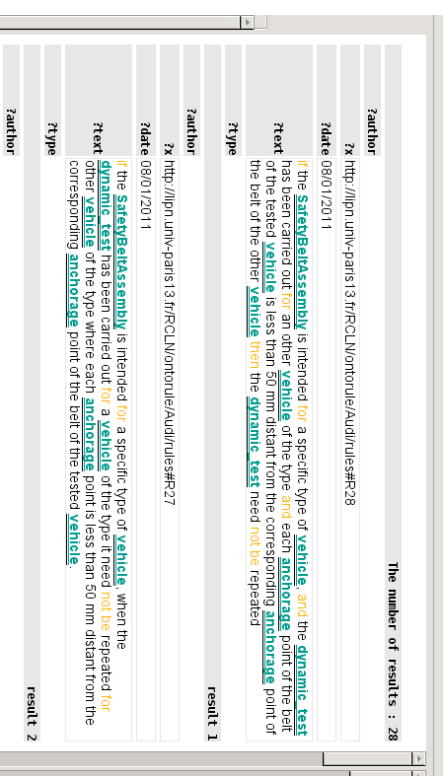 The number of results : 28
?author
?x http://lipn.univ-paris13.fr/RCLN/ontorule/Audi/rules#R28
?date 08/01/2011
?text if the SafetyBeltAssembly is intended for a specific type of vehicle, and the dynamic_test
has been carried out for an other vehicle of the type and each anchorage point of the belt
of the tested vehicle is less than 50 mm distant from the corresponding anchorage point of
the belt of the other vehicle then the dynamic_test need not be repeated
?type
result 1
?author
?x http://lipn.univ-paris13.fr/RCLN/ontorule/Audi/rules#R27
?date 08/01/2011
?text if the SafetyBeltAssembly is intended for a specific type of vehicle, when the
dynamic_test has been carried out for a vehicle of the type it need not be repeated for
other vehicle of the type where each anchorage point is less than 50 mm distant from the
corresponding anchorage point of the belt of the tested vehicle.
?type
result 2
?author